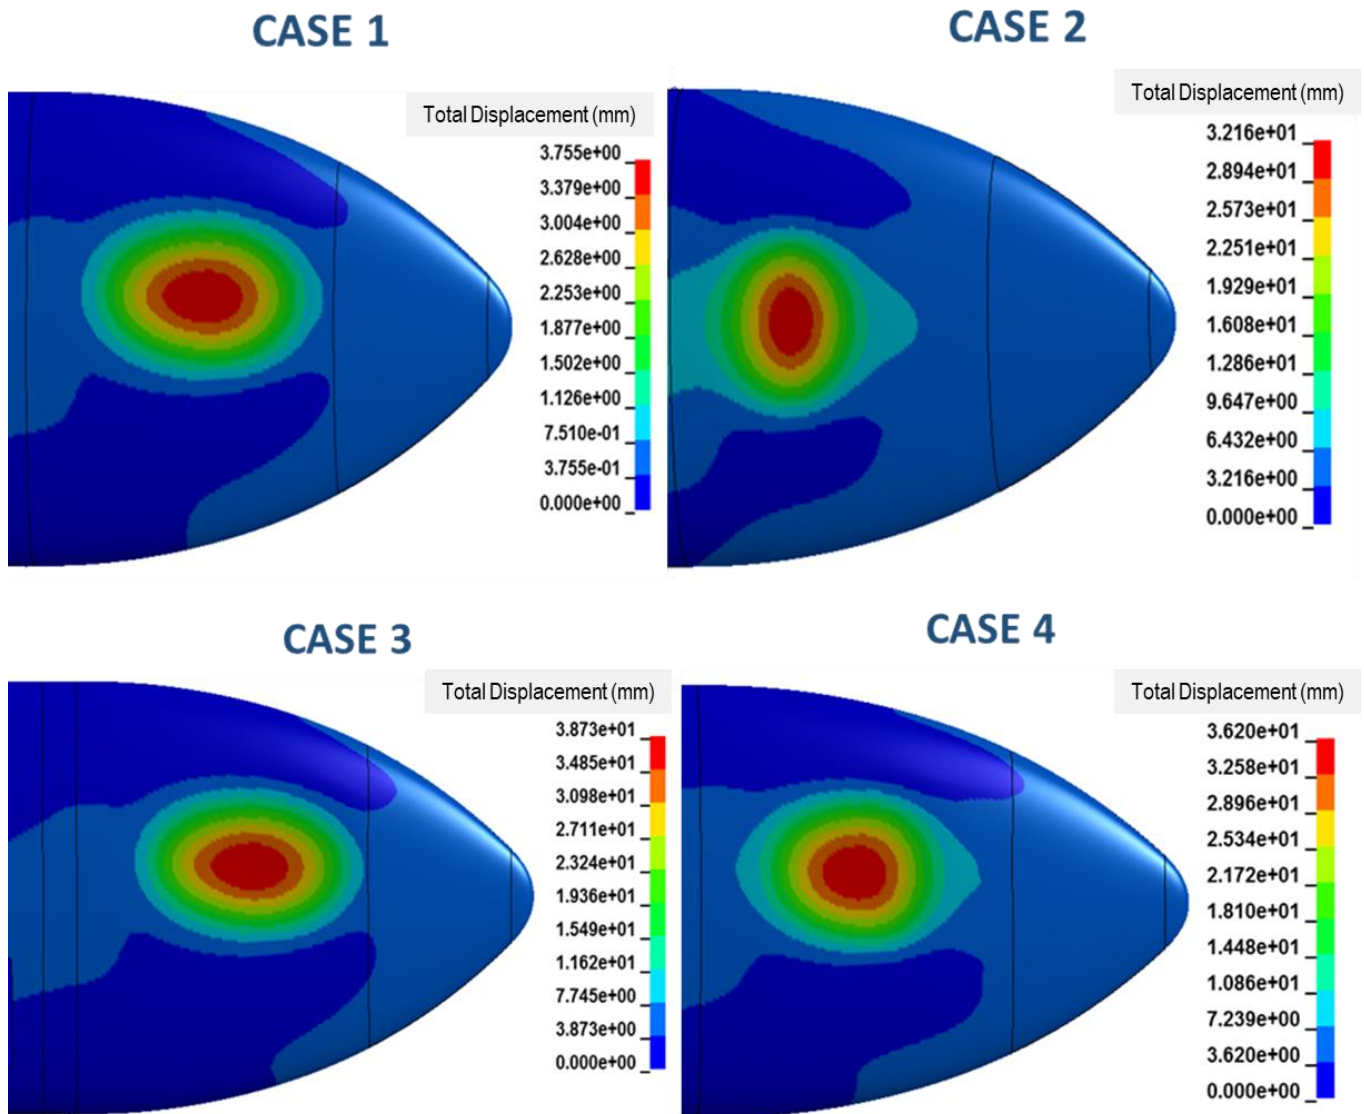 CASE 1
Total Displacement (mm)
3.755e+00
3.379e+00
3.004e+00
2.628e+00
2.253e+00
1.877e+00
1.502e+00
1.126e+00
7.510e-01
3.755e-01
0.000e+00
CASE 2
Total Displacement (mm)
3.216e+01
2.894e+01
2.573e+01
2.251e+01
1.929e+01
1.608e+01
1.286e+01
9.647e+00
6.432e+00
3.216e+00
0.000e+00
CASE 3
Total Displacement (mm)
3.873e+01
3.485e+01
3.098e+01
2.711e+01
2.324e+01
1.936e+01
1.549e+01
1.162e+01
7.745e+00
3.873e+00
0.000e+00
CASE 4
Total Displacement (mm)
3.620e+01
3.258e+01
2.896e+01
2.534e+01
2.172e+01
1.810e+01
1.448e+01
1.086e+01
7.239e+00
3.620e+00
0.000e+00